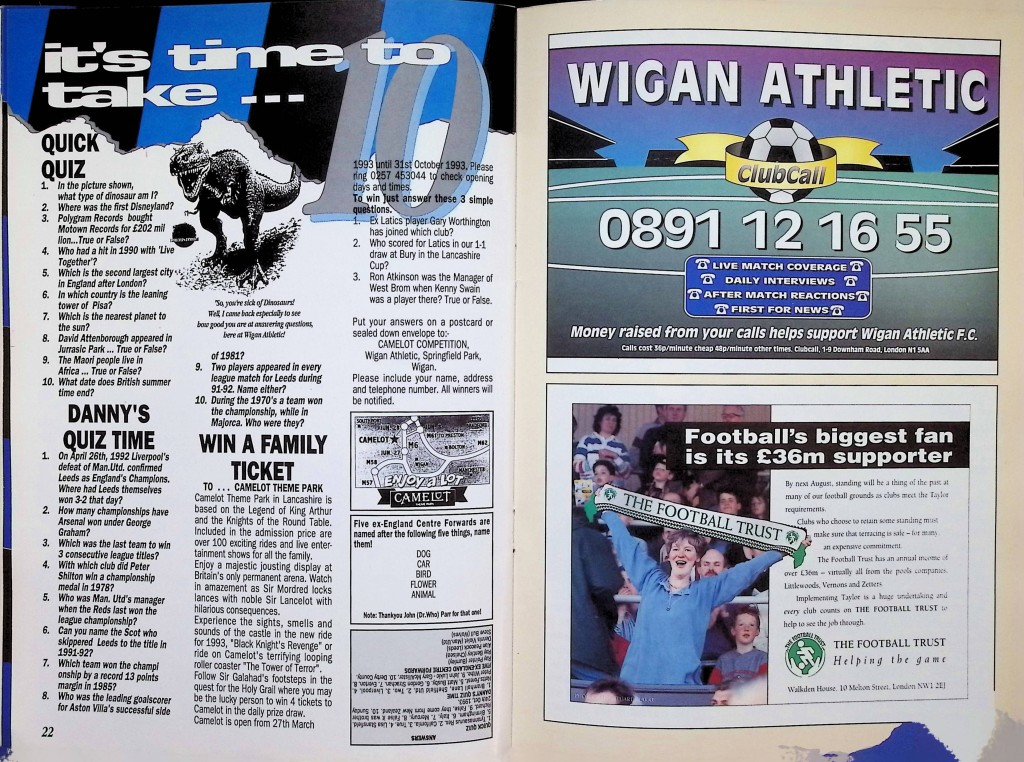 it's time to
take ...
10
QUICK
QUIZ
1. In the picture shown,
what type of dinosaur am I?
2. Where was the first Disneyland?
3. Polygram Records bought
Motown Records for £202 mil
lion...True or False?
4. Who had a hit in 1990 with 'Live
Together'?
5. Which is the second largest city
in England after London?
6. In which country is the leaning
tower of Pisa?
7. Which is the nearest planet to
the sun?
8. David Attenborough appeared in
Jurasic Park ... True or False?
9. The Maori people live in
Africa ... True or False?
10. What date does British summer
time end?
DANNY'S
QUIZ TIME
1. On April 26th, 1992 Liverpool's
defeat of Man.Utd. confirmed
Leeds as England's Champions.
Where had Leeds themselves
won 3-2 that day?
2. How many championships have
Arsenal won under George
Graham?
3. Which was the last team to win
3 consecutive league titles?
4. With which club did Peter
Shilton win a championship
medal in 1978?
5. Who was Man. Utd's manager
when the Reds last won the
league championship?
6. Can you name the Scot who
skippered Leeds to the title in
1991-92?
7. Which team won the champi
onship by a record 13 points
margin in 1985?
8. Who was the leading goalscorer
for Aston Villa's successful side
22
"So, you're sick of Dinosaurs!
Well, I came back especially to see
how good you are at answering questions,
here at Wigan Athletic!
of 1981?
9. Two players appeared in every
league match for Leeds during
91-92. Name either?
10. During the 1970's a team won
the championship, while in
Majorca. Who were they?
WIN A FAMILY
TICKET
TO ... CAMELOT THEME PARK
Camelot Theme Park in Lancashire is
based on the Legend of King Arthur
and the Knights of the Round Table.
Included in the admission price are
over 100 exciting rides and live enter-
tainment shows for all the family.
Enjoy a majestic jousting display at
Britain's only permanent arena. Watch
in amazement as Sir Mordred locks
lances with noble Sir Lancelot with
hilarious consequences.
Experience the sights, smells and
sounds of the castle in the new ride
for 1993, "Black Knight's Revenge" or
ride on Camelot's terrifying looping
roller coaster "The Tower of Terror".
Follow Sir Galahad's footsteps in the
quest for the Holy Grail where you may
be the lucky person to win 4 tickets to
Camelot in the daily prize draw.
Camelot is open from 27th March
1993 until 31st October 1993, Please
ring 0257 453044 to check opening
days and times.
To win just answer these 3 simple
questions.
1. Ex Latics player Gary Worthington
has joined which club?
2. Who scored for Latics in our 1-1
draw at Bury in the Lancashire
Cup?
3. Ron Atkinson was the Manager of
West Brom when Kenny Swain
was a player there? True or False.
Put your answers on a postcard or
sealed down envelope to:-
CAMELOT COMPETITION,
Wigan Athletic, Springfield Park,
Wigan.
Please include your name, address
and telephone number. All winners will
be notified.
SOUTHPORT
CAMELOT
M6
JUN 27
M58
M57
WIGAN
M61 TO PRESTON
BOLTON
M62
MANCHESTER
ENJOY A LOT
CAMELOT
Five ex-England Centre Forwards are
named after the following five things, name
them!
DOG
CAR
BIRD
FLOWER
ANIMAL
Note: Thankyou John (Dr.Who) Parr for that one!
ANSWERS
QUICK QUIZ
DANNY QUIZ TIME
FIVE EX-ENGLAND CENTRE FORWARDS
WIGAN ATHLETIC
ClubCall
0891 12 16 55
LIVE MATCH COVERAGE
DAILY INTERVIEWS
AFTER MATCH REACTIONS
FIRST FOR NEWS
Money raised from your calls helps support Wigan Athletic F.C.
Calls cost 36p/minute cheap 48p/minute other times. Clubcall, 1-9 Downham Road, London N1 5AA
Football's biggest fan
is its £36m supporter
THE FOOTBALL TRUST
By next August, standing will be a thing of the past at
many of our football grounds as clubs meet the Taylor
requirements.
Clubs who choose to retain some standing must
make sure that terracing is safe – for many,
an expensive commitment.
The Football Trust has an annual income of
over £36m – virtually all from the pools companies,
Littlewoods, Vernons and Zetters.
Implementing Taylor is a huge undertaking and
every club counts on THE FOOTBALL TRUST to
help to see the job through.
THE FOOTBALL TRUST
Helping the game
THE FOOTBALL TRUST
Helping the game
Walkden House, 10 Melton Street, London NW1 2EJ